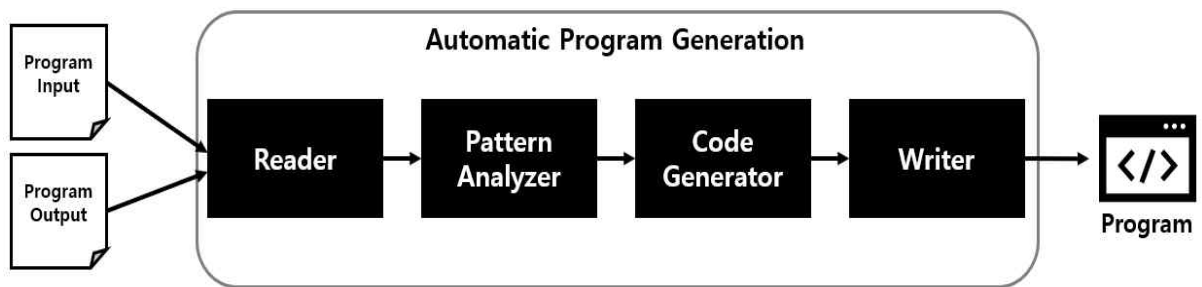 Automatic Program Generation
Program
Input
Program
Output
Reader
Pattern
Analyzer
Code
Generator
Writer
</>
Program